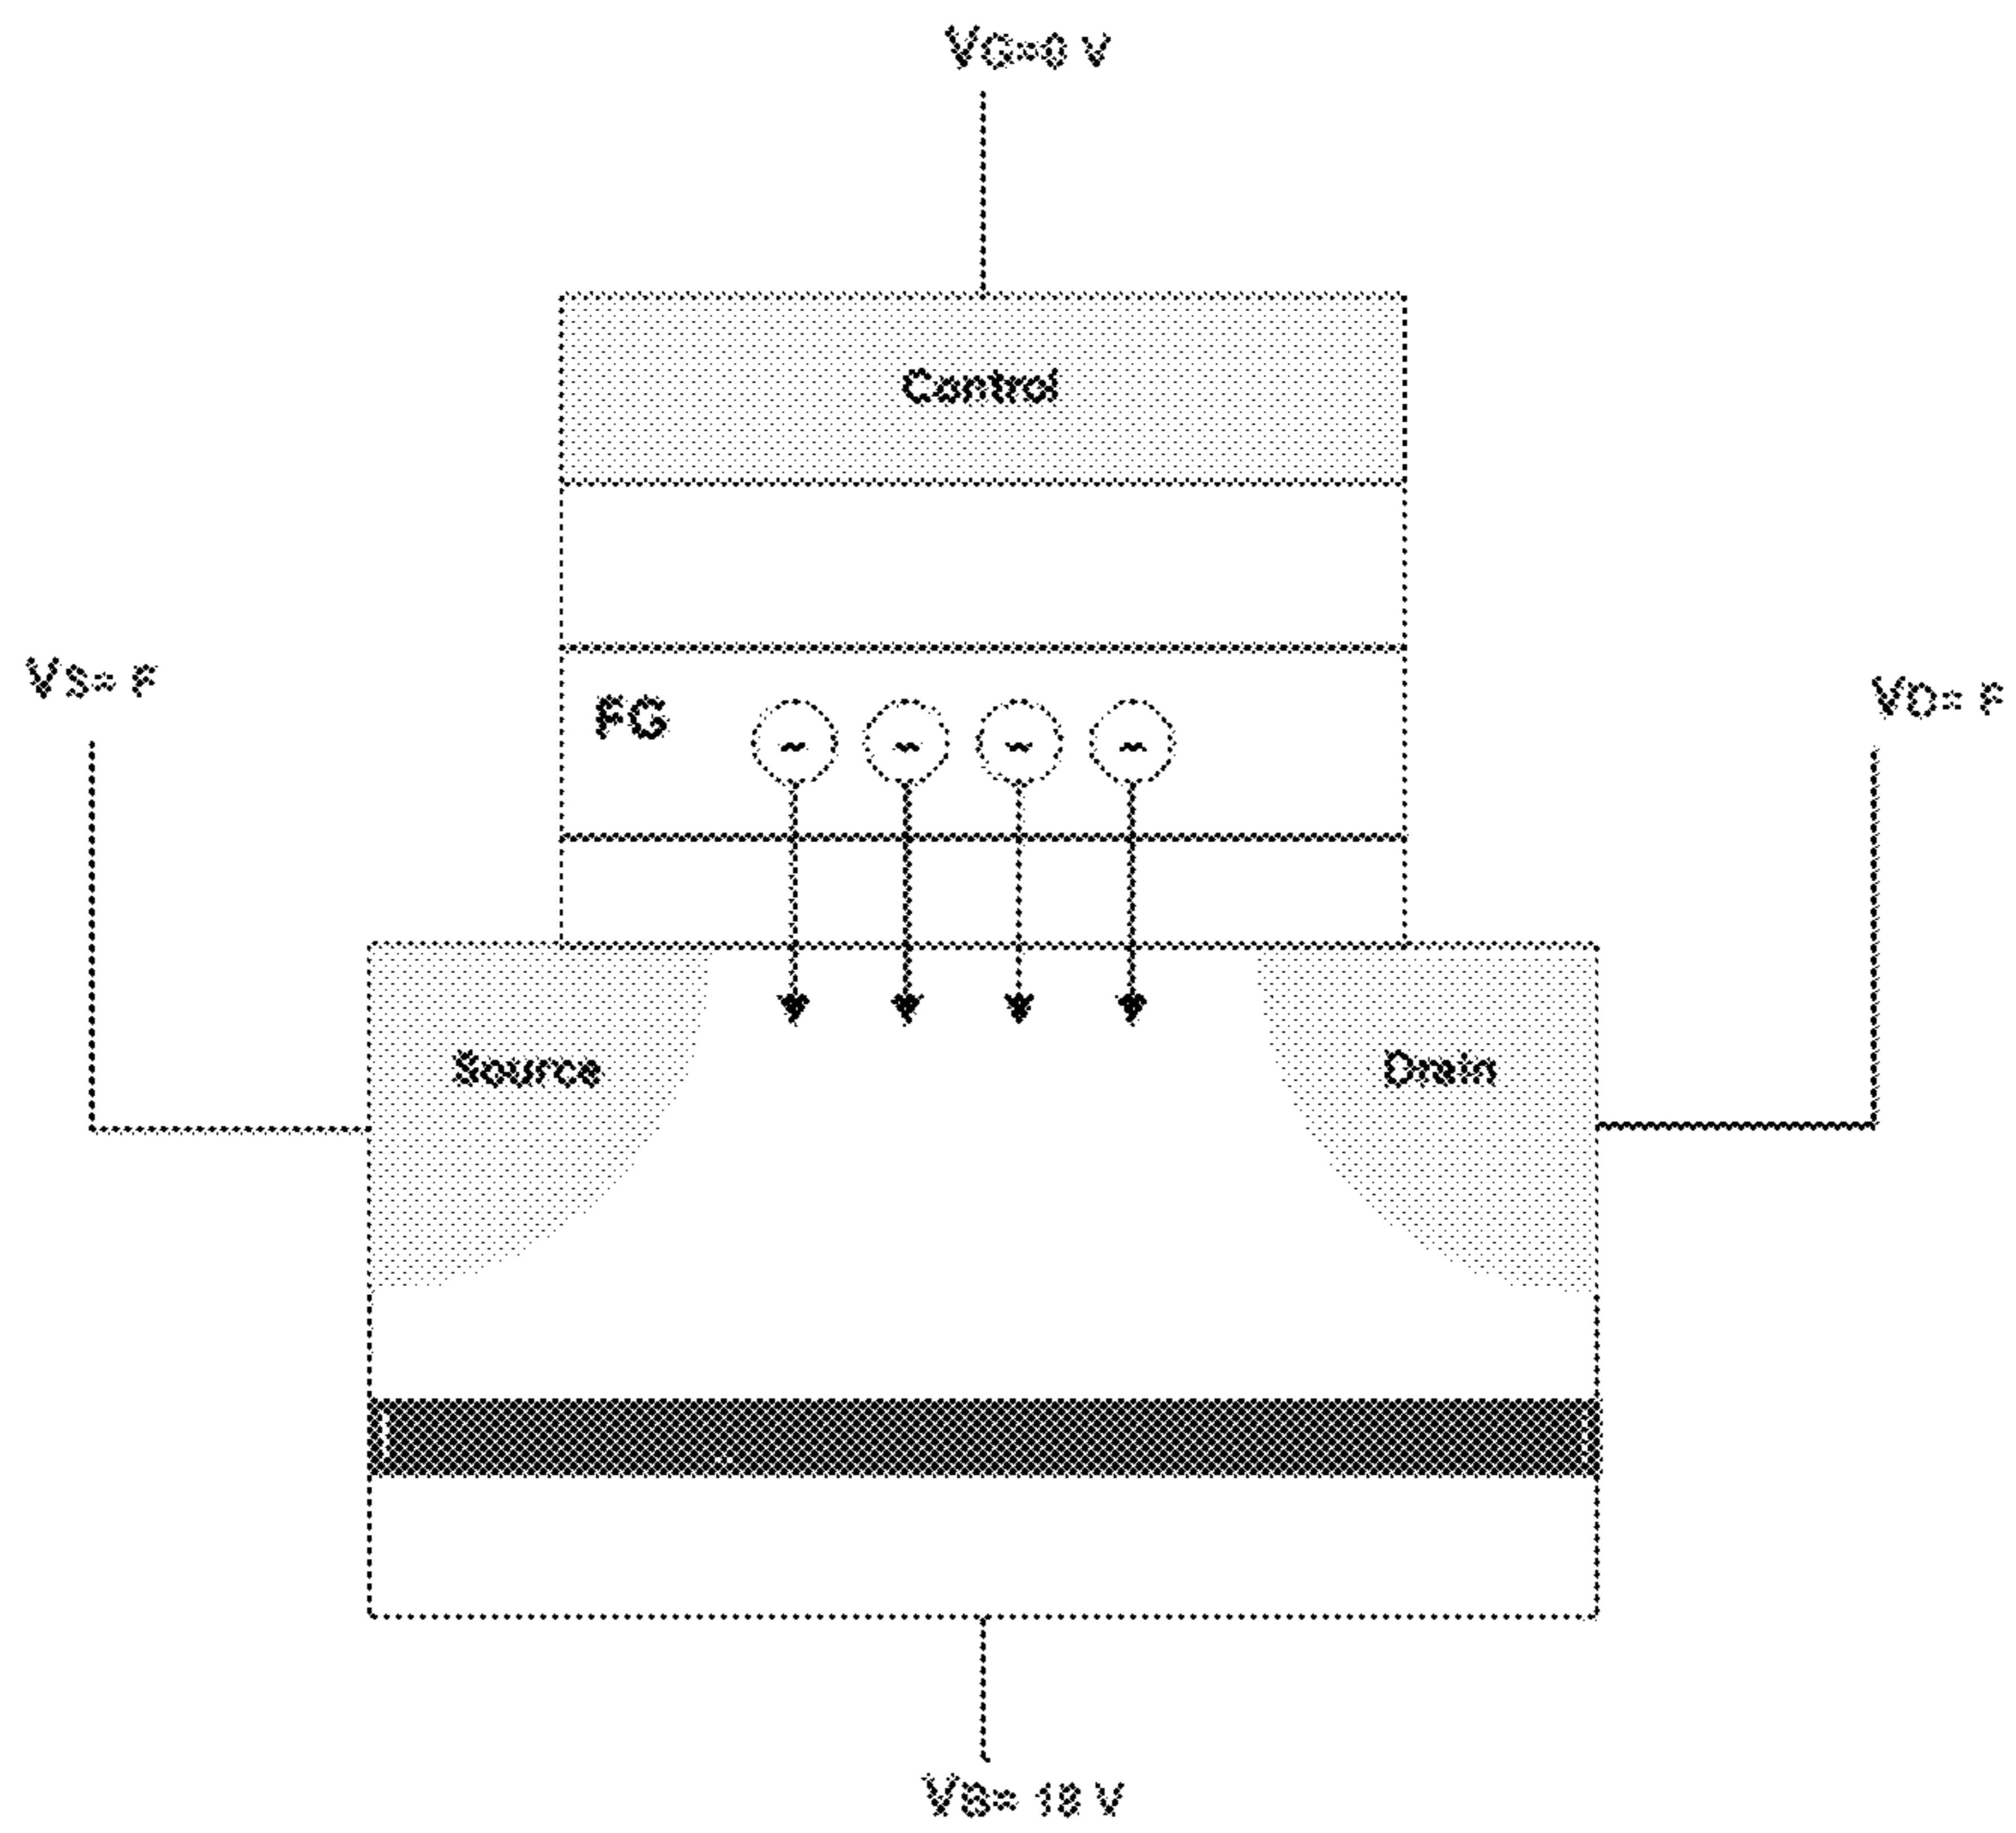 VG=0 V
Control
VS= F
VD= F
FG
- - - -
Source
Drain
VB= 18 V